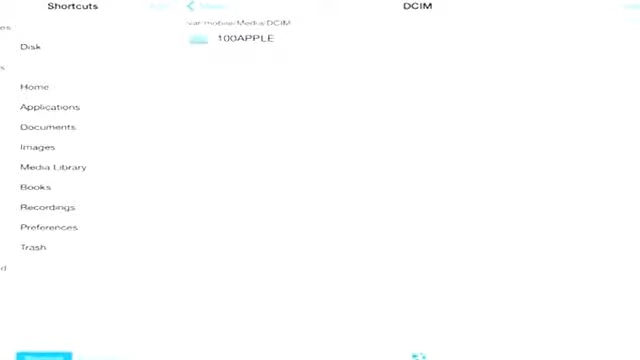 Shortcuts
DCIM
var/mobile/Media/DCIM
100APPLE
Disk
Home
Applications
Documents
Images
Media Library
Books
Recordings
Preferences
Trash